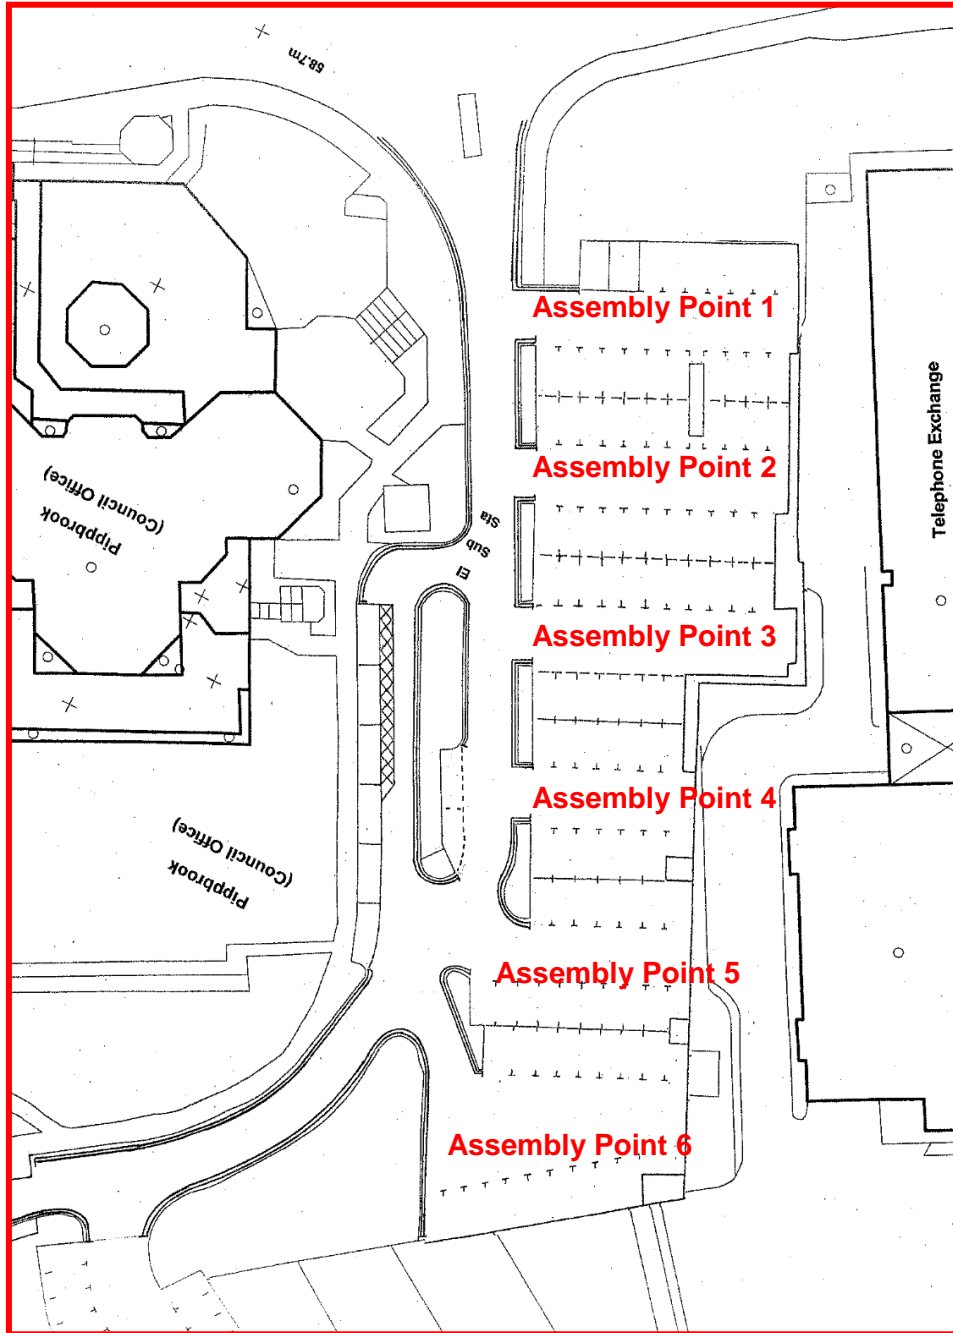 58.7m
Assembly Point 1
Telephone Exchange
Assembly Point 2
Pippbrook
(Council Office)
El Sub Sta
Assembly Point 3
Assembly Point 4
Pippbrook
(Council Office)
Assembly Point 5
Assembly Point 6